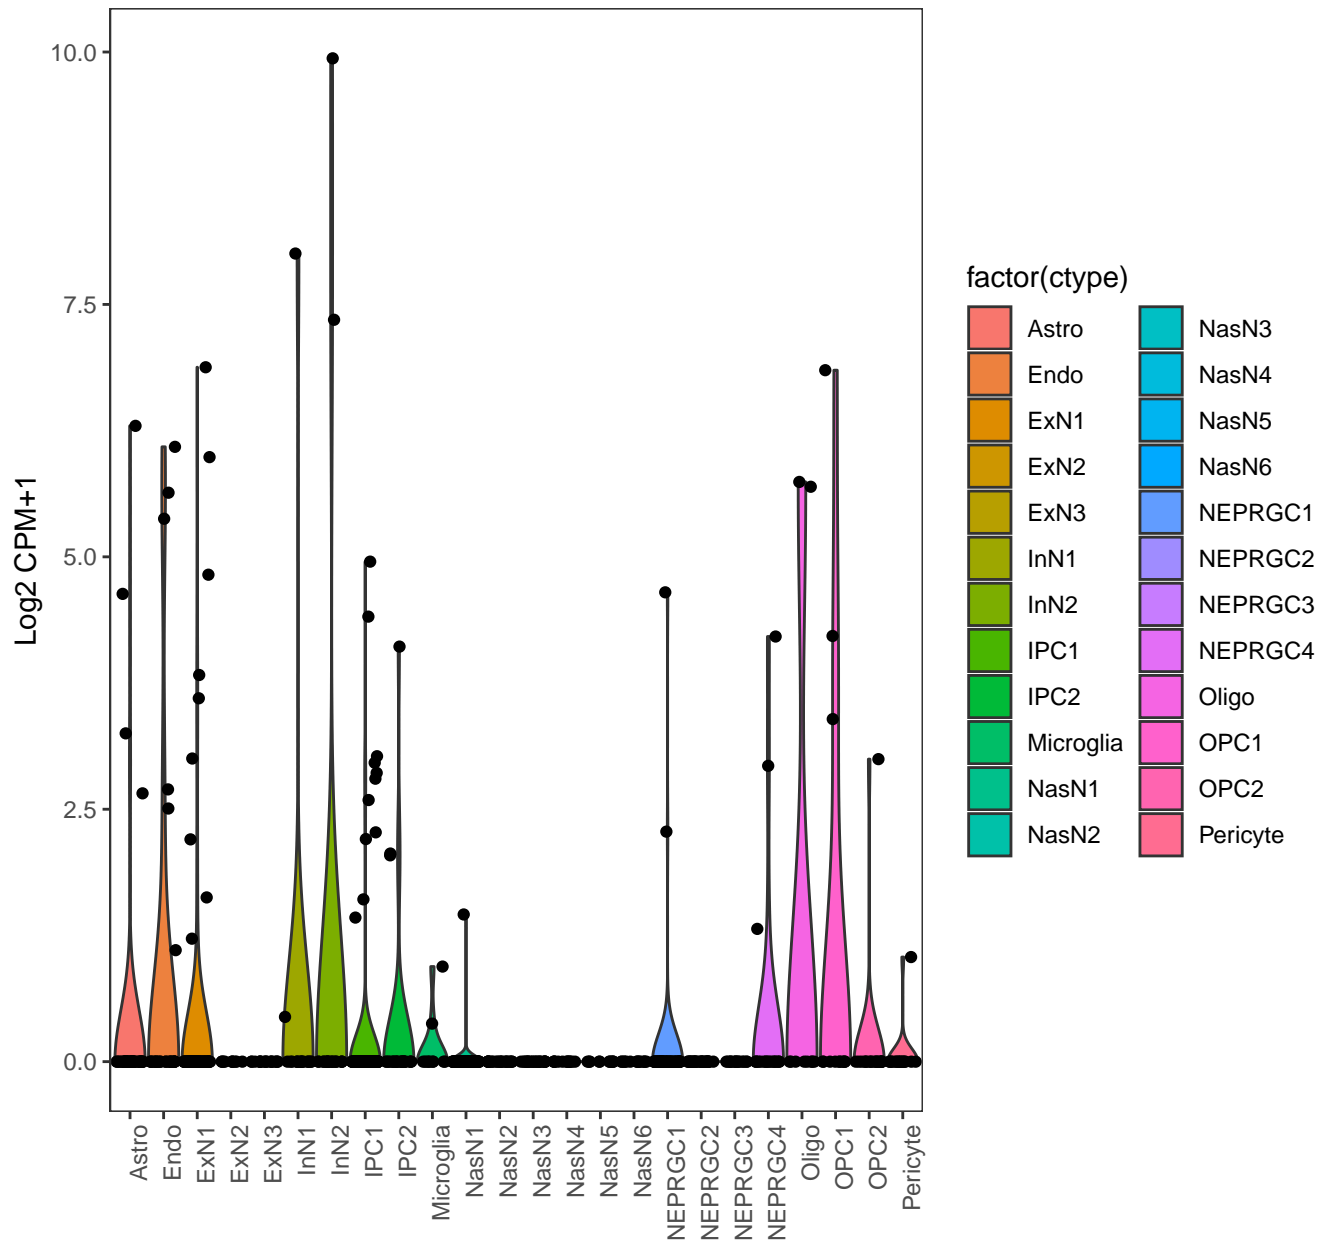 10.0
7.5
5.0
2.5
0.0
Log2 CPM+1
Astro
Endo
ExN1
ExN2
ExN3
InN1
InN2
IPC1
IPC2
Microglia
NasN1
NasN2
NasN3
NasN4
NasN5
NasN6
NEPRGC1
NEPRGC2
NEPRGC3
NEPRGC4
Oligo
OPC1
OPC2
Pericyte
factor(ctype)
Astro
Endo
ExN1
ExN2
ExN3
InN1
InN2
IPC1
IPC2
Microglia
NasN1
NasN2
NasN3
NasN4
NasN5
NasN6
NEPRGC1
NEPRGC2
NEPRGC3
NEPRGC4
Oligo
OPC1
OPC2
Pericyte